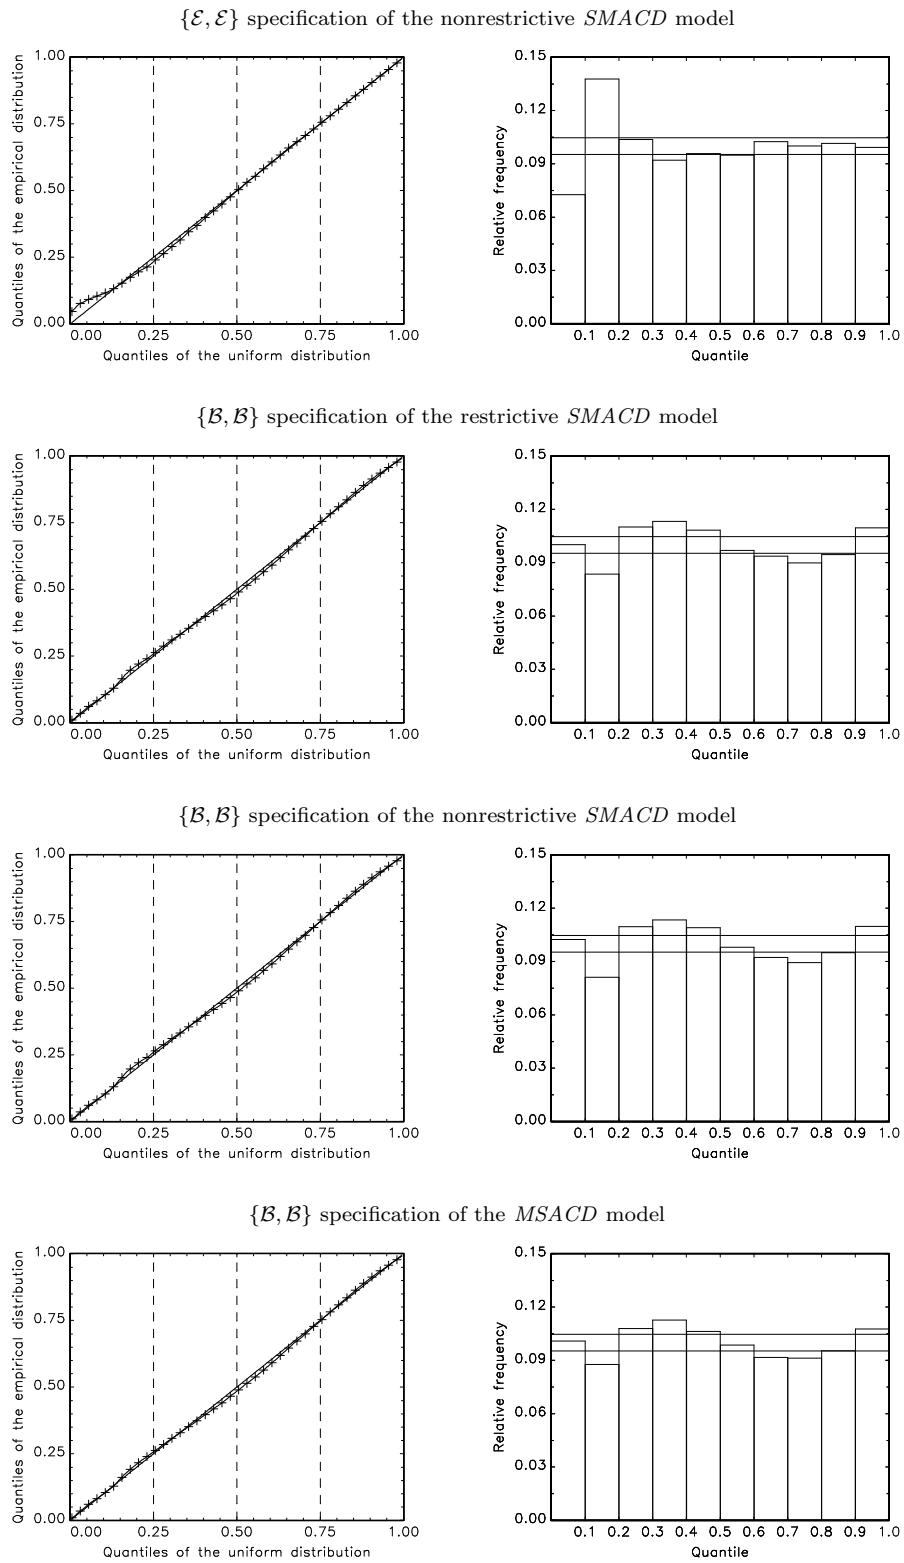 {ℰ, ℰ} specification of the nonrestrictive SMACD model
Quantiles of the empirical distribution
1.00
0.75
0.50
0.25
0.00
0.00 0.25 0.50 0.75 1.00
Quantiles of the uniform distribution
Relative frequency
0.15
0.12
0.09
0.06
0.03
0.00
0.1 0.2 0.3 0.4 0.5 0.6 0.7 0.8 0.9 1.0
Quantile
{ℬ, ℬ} specification of the restrictive SMACD model
Quantiles of the empirical distribution
1.00
0.75
0.50
0.25
0.00
0.00 0.25 0.50 0.75 1.00
Quantiles of the uniform distribution
Relative frequency
0.15
0.12
0.09
0.06
0.03
0.00
0.1 0.2 0.3 0.4 0.5 0.6 0.7 0.8 0.9 1.0
Quantile
{ℬ, ℬ} specification of the nonrestrictive SMACD model
Quantiles of the empirical distribution
1.00
0.75
0.50
0.25
0.00
0.00 0.25 0.50 0.75 1.00
Quantiles of the uniform distribution
Relative frequency
0.15
0.12
0.09
0.06
0.03
0.00
0.1 0.2 0.3 0.4 0.5 0.6 0.7 0.8 0.9 1.0
Quantile
{ℬ, ℬ} specification of the MSACD model
Quantiles of the empirical distribution
1.00
0.75
0.50
0.25
0.00
0.00 0.25 0.50 0.75 1.00
Quantiles of the uniform distribution
Relative frequency
0.15
0.12
0.09
0.06
0.03
0.00
0.1 0.2 0.3 0.4 0.5 0.6 0.7 0.8 0.9 1.0
Quantile